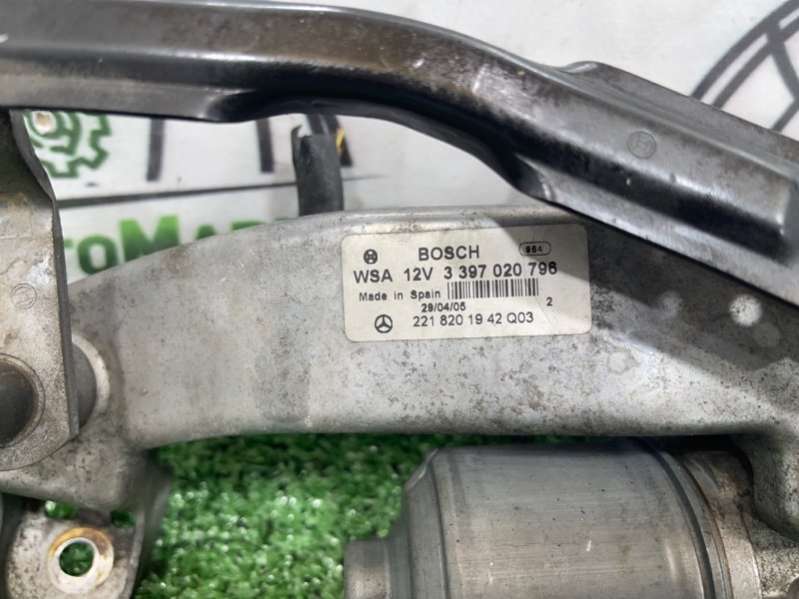 BOSCH 964
WSA 12V 3 397 020 796
Made in Spain
29/04/05 2
221 820 19 42 Q03